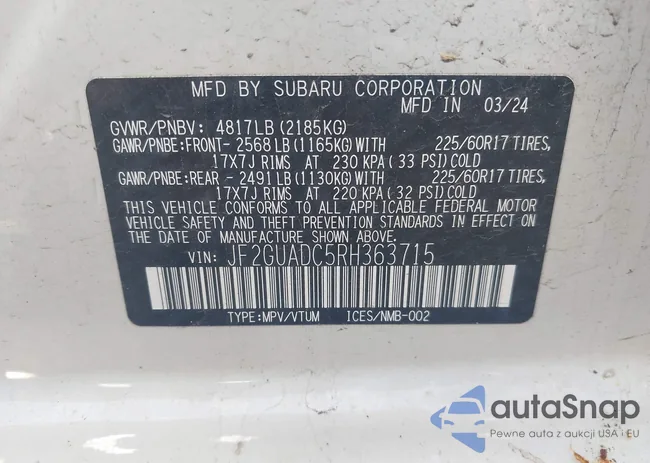 MFD BY SUBARU CORPORATION
MFD IN 03/24
GVWR/PNBV: 4817LB (2185KG)
GAWR/PNBE:FRONT- 2568 LB (1165KG) WITH 225/60R17 TIRES,
17X7J RIMS AT 230 KPA (33 PSI) COLD
GAWR/PNBE:REAR - 2491 LB (1130KG) WITH 225/60R17 TIRES,
17X7J RIMS AT 220 KPA (32 PSI) COLD
THIS VEHICLE CONFORMS TO ALL APPLICABLE FEDERAL MOTOR
VEHICLE SAFETY AND THEFT PREVENTION STANDARDS IN EFFECT ON
THE DATE OF MANUFACTURE SHOWN ABOVE.
VIN: JF2GUADC5RH363715
TYPE:MPV/VTUM ICES/NMB-002
autoSnap
Pewne auta z aukcji USA i EU